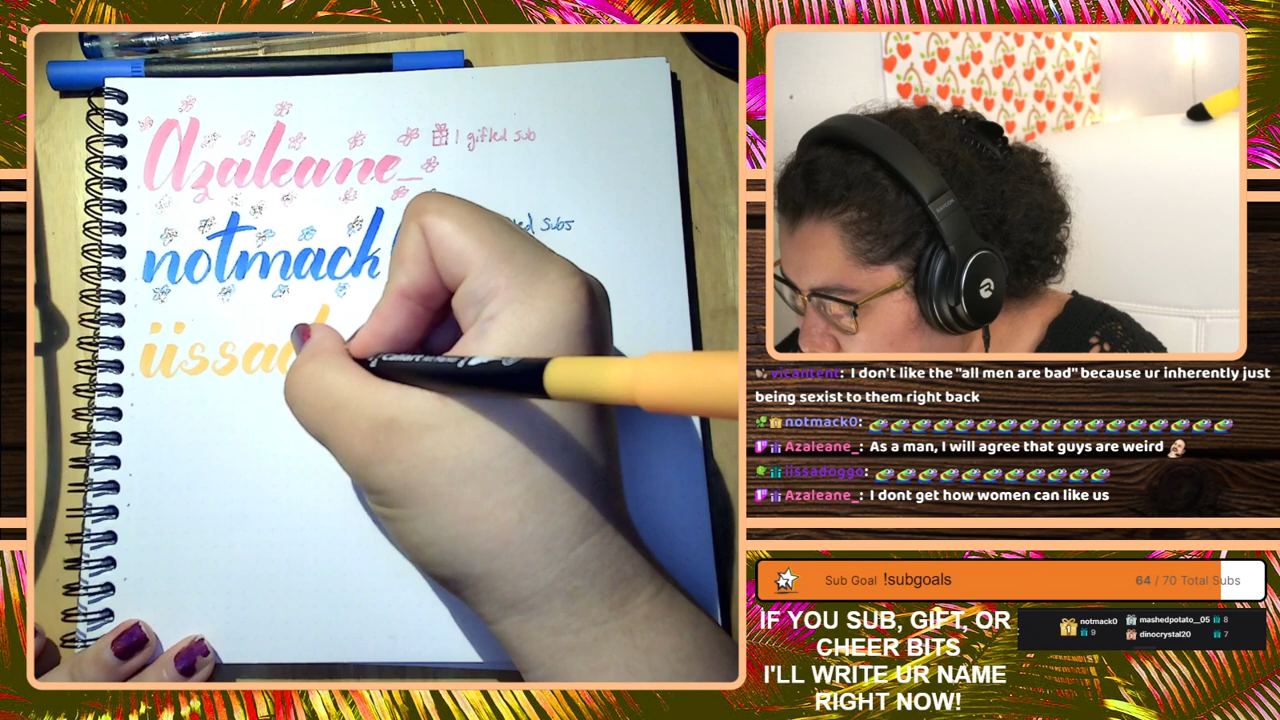 Azaleane_ 1 gifted sub
notmack subs
iissad
vicantent: I don't like the "all men are bad" because ur inherently just
being sexist to them right back
notmack0:
Azaleane_: As a man, I will agree that guys are weird
iissadoggo:
Azaleane_: I dont get how women can like us
Sub Goal !subgoals 64 / 70 Total Subs
IF YOU SUB, GIFT, OR
CHEER BITS
I'LL WRITE UR NAME
RIGHT NOW!
1 notmack0 9
mashedpotato_05 8
dinocrystal20 7